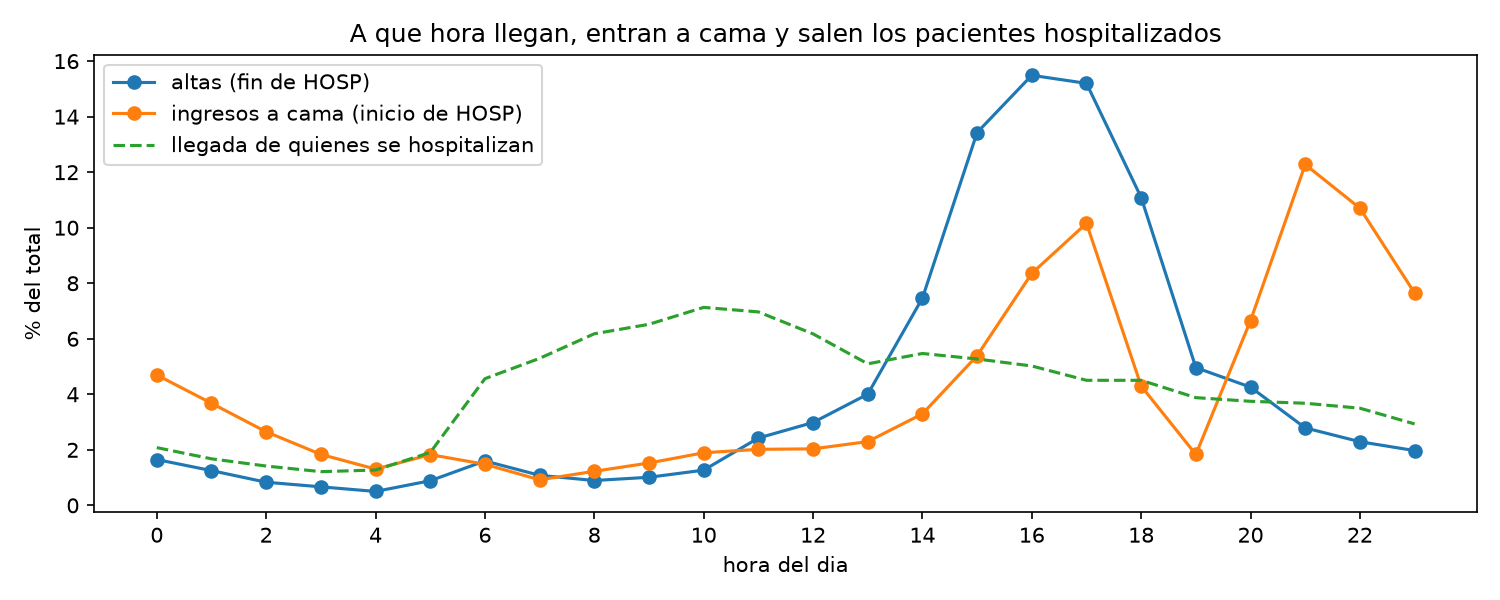 A que hora llegan, entran a cama y salen los pacientes hospitalizados
altas (fin de HOSP)
ingresos a cama (inicio de HOSP)
llegada de quienes se hospitalizan
% del total
16
14
12
10
8
6
4
2
0
0 2 4 6 8 10 12 14 16 18 20 22
hora del dia